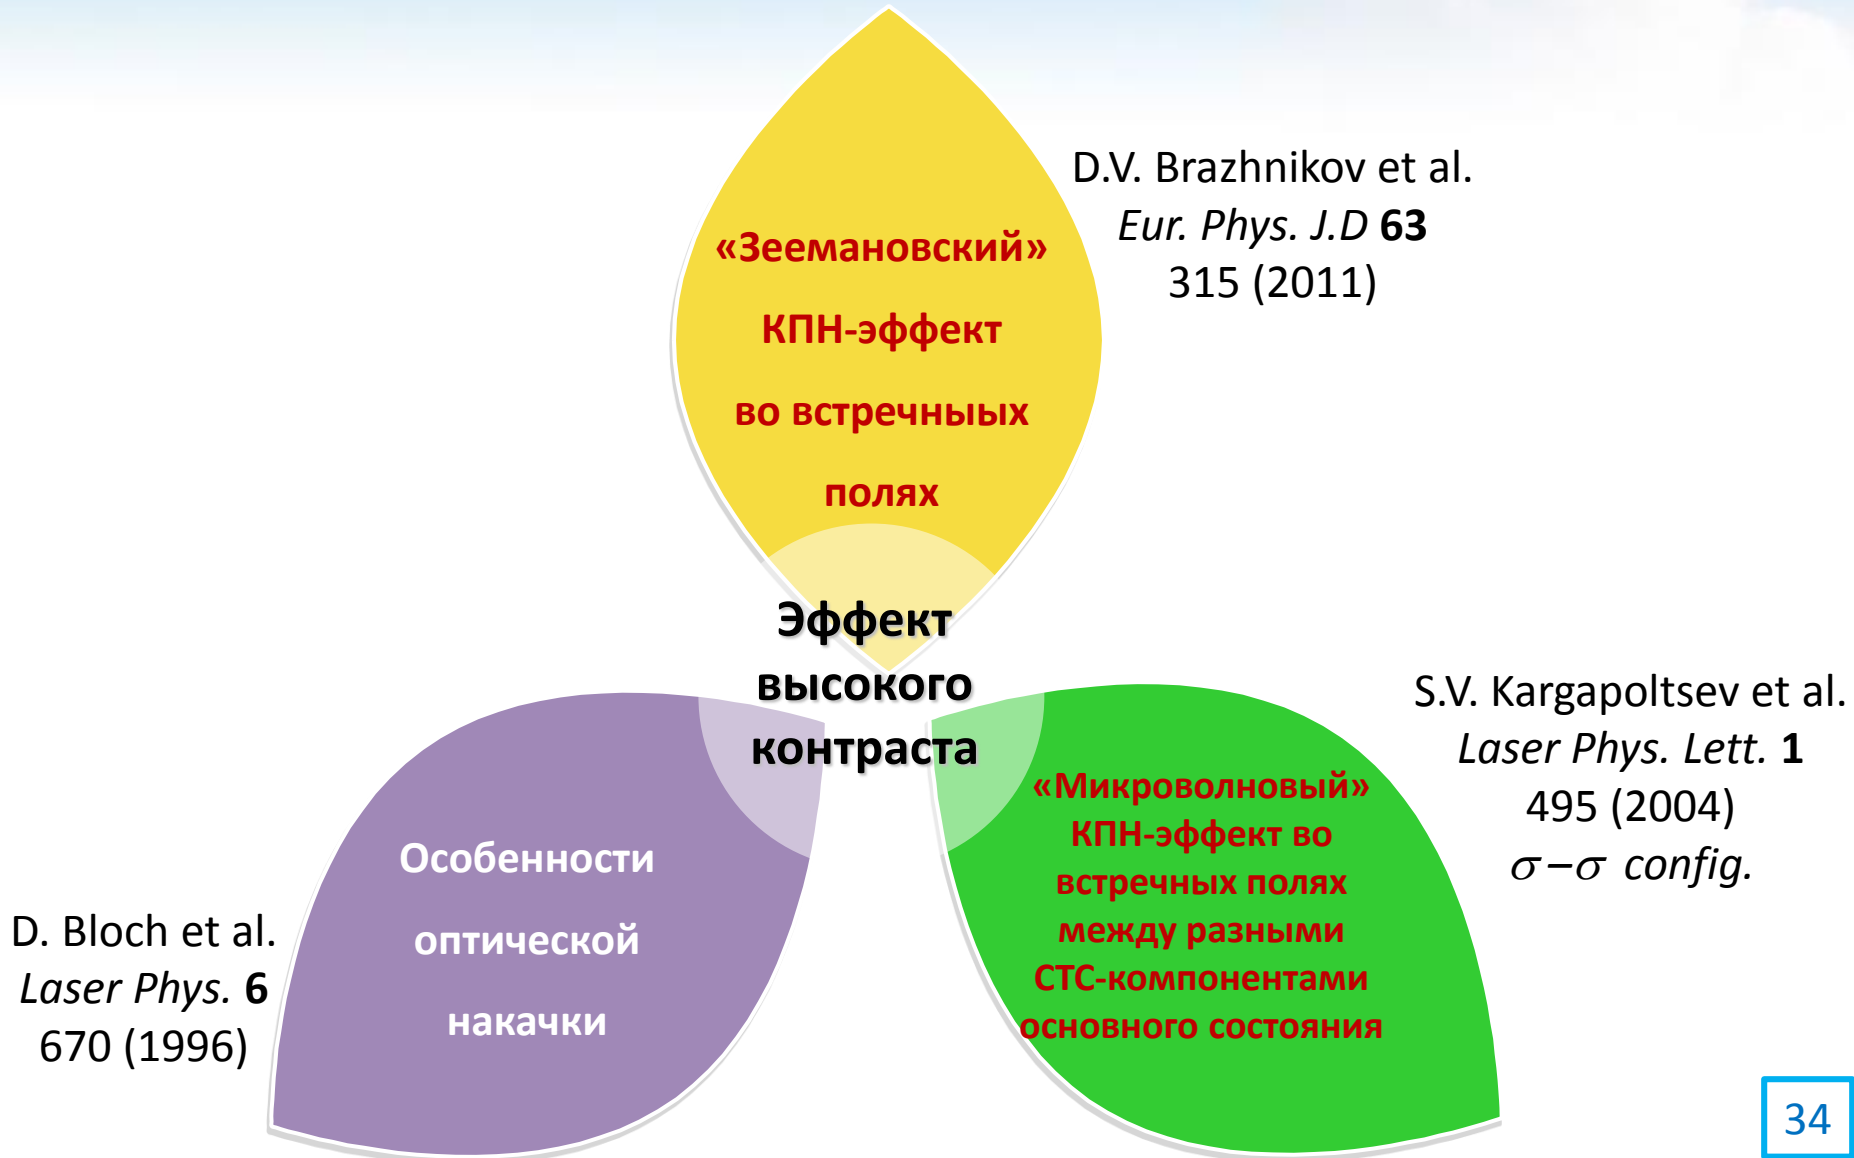 D.V. Brazhnikov et al.
Eur. Phys. J.D 63
315 (2011)
«Зеемановский»
КПН-эффект
во встречныых
полях
Эффект
высокого
контраста
S.V. Kargapoltsev et al.
Laser Phys. Lett. 1
495 (2004)
σ–σ config.
«Микроволновый»
КПН-эффект во
встречных полях
между разными
СТС-компонентами
основного состояния
Особенности
оптической
накачки
D. Bloch et al.
Laser Phys. 6
670 (1996)
34